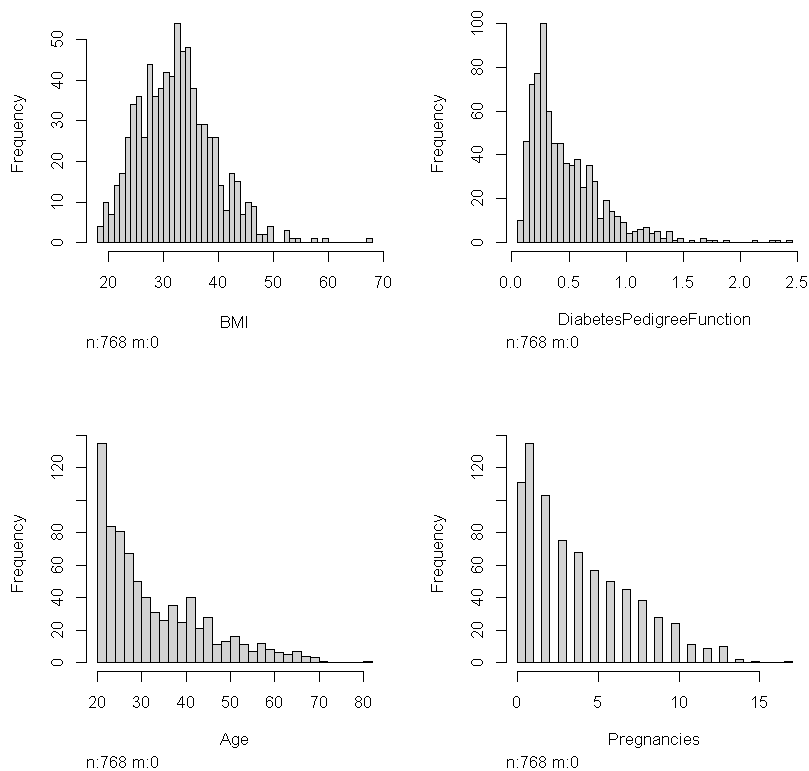 Frequency
0 10 20 30 40 50
20 30 40 50 60 70
BMI
n:768 m:0
Frequency
0 20 40 60 80 100
0.0 0.5 1.0 1.5 2.0 2.5
DiabetesPedigreeFunction
n:768 m:0
Frequency
0 20 40 60 80 120
20 30 40 50 60 70 80
Age
n:768 m:0
Frequency
0 20 40 60 80 120
0 5 10 15
Pregnancies
n:768 m:0